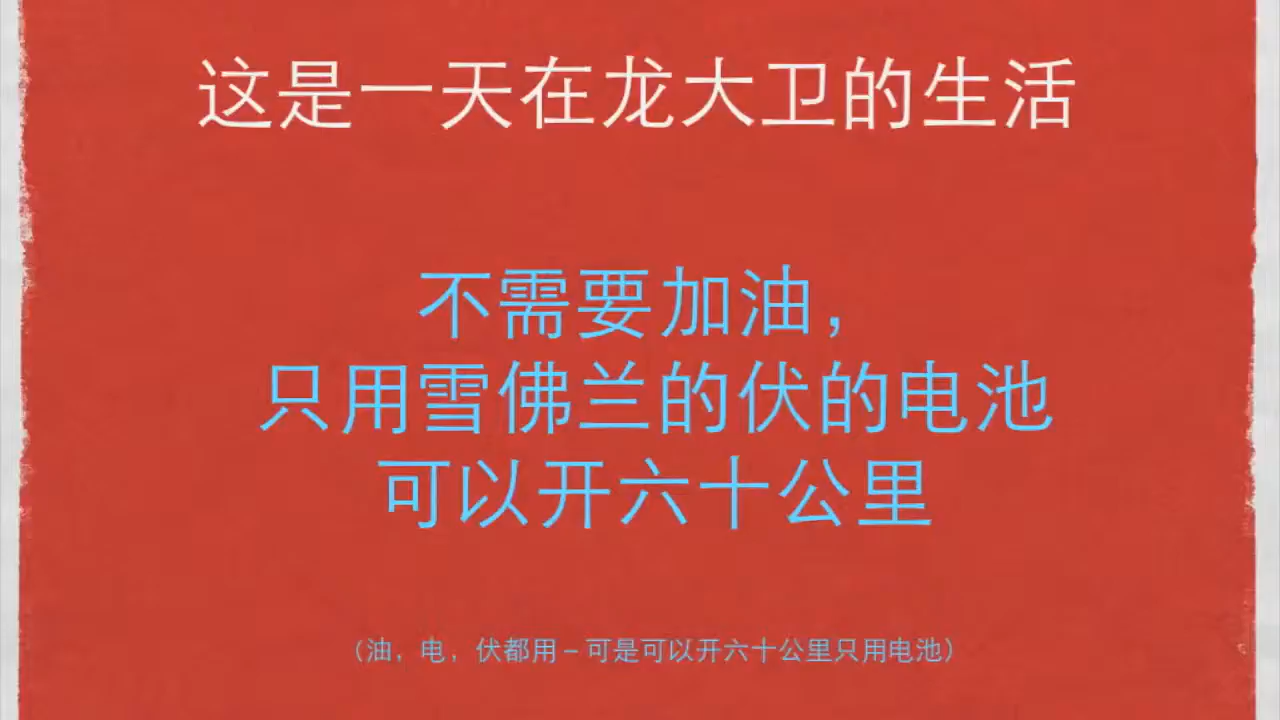 这是一天在龙大卫的生活
不需要加油，
只用雪佛兰的伏的电池
可以开六十公里
（油，电，伏都用－可是可以开六十公里只用电池）